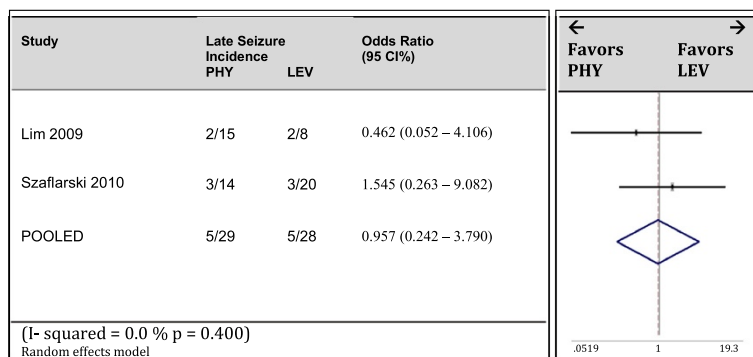 Study Late Seizure Odds Ratio
Incidence (95 CI%)
PHY LEV
Lim 2009 2/15 2/8 0.462 (0.052 – 4.106)
Szaflarski 2010 3/14 3/20 1.545 (0.263 – 9.082)
POOLED 5/29 5/28 0.957 (0.242 – 3.790)
(I- squared = 0.0 % p = 0.400)
Random effects model
← →
Favors Favors
PHY LEV
.0519 1 19.3